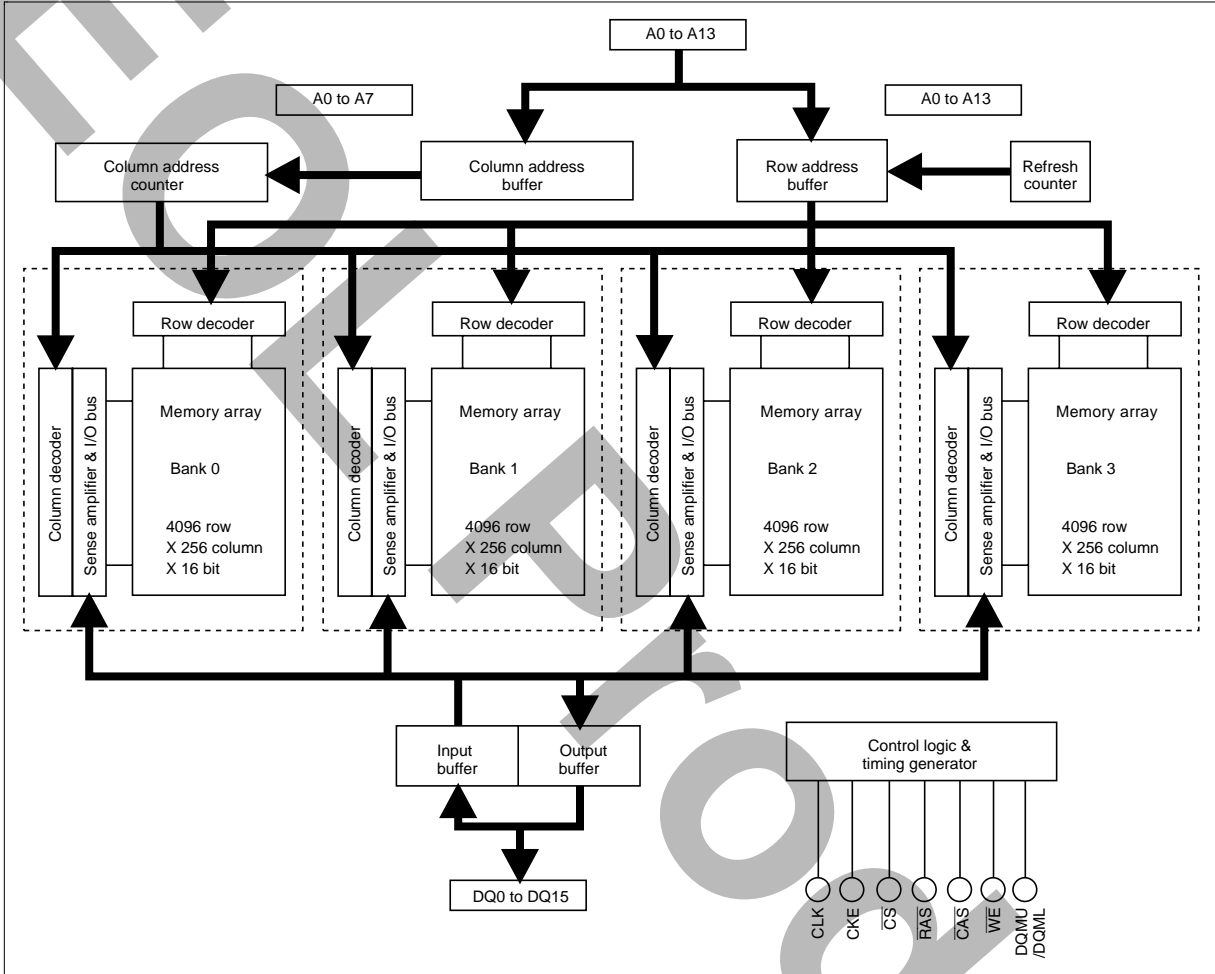 A0 to A13
A0 to A7
A0 to A13
Column address
counter
Column address
buffer
Row address
buffer
Refresh
counter
Row decoder
Row decoder
Row decoder
Row decoder
Column decoder
Sense amplifier & I/O bus
Memory array
Bank 0
4096 row
X 256 column
X 16 bit
Column decoder
Sense amplifier & I/O bus
Memory array
Bank 1
4096 row
X 256 column
X 16 bit
Column decoder
Sense amplifier & I/O bus
Memory array
Bank 2
4096 row
X 256 column
X 16 bit
Column decoder
Sense amplifier & I/O bus
Memory array
Bank 3
4096 row
X 256 column
X 16 bit
Input
buffer
Output
buffer
Control logic &
timing generator
DQ0 to DQ15
CLK
CKE
C̅S̅
R̅A̅S̅
C̅A̅S̅
W̅E̅
DQMU
/DQML
L Prod